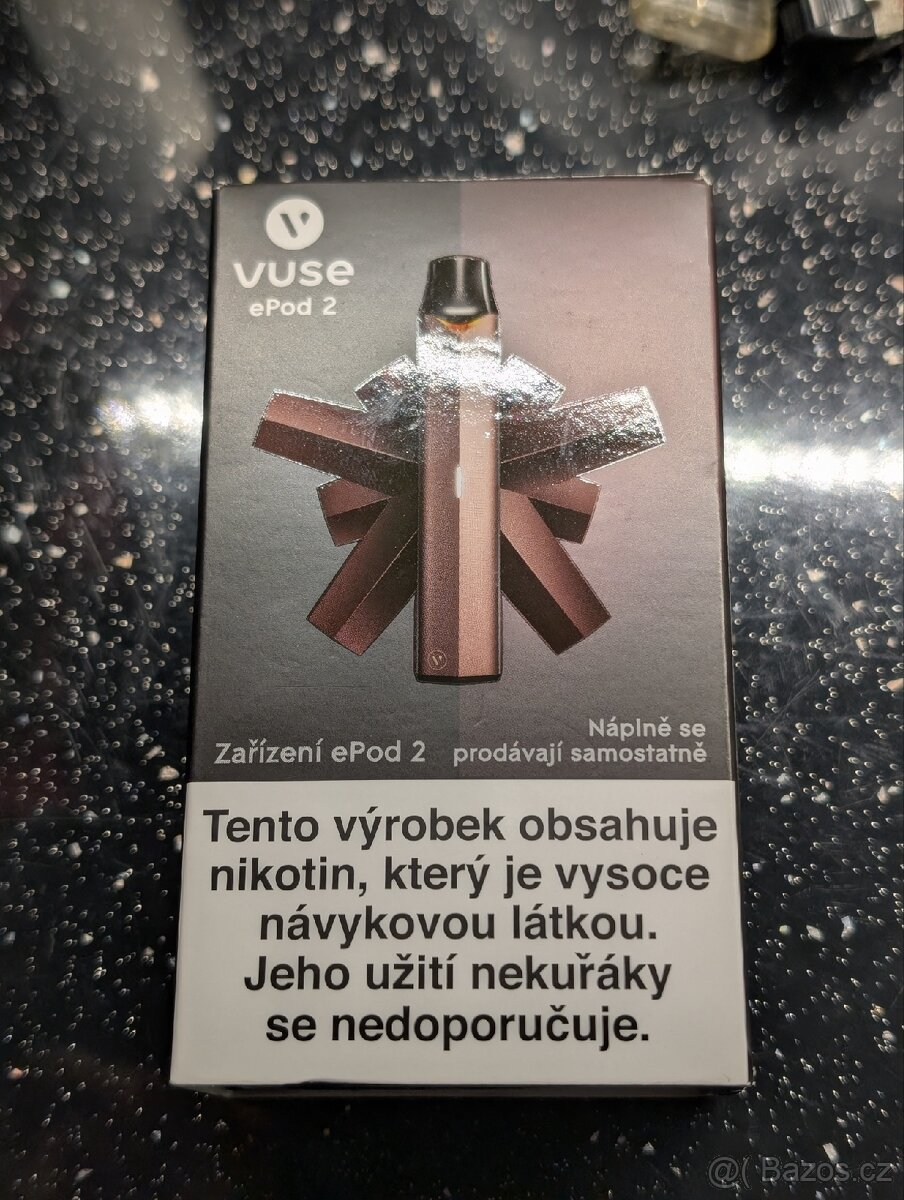 vuse
ePod 2
Zařízení ePod 2
Náplně se
prodávají samostatně
Tento výrobek obsahuje
nikotin, který je vysoce
návykovou látkou.
Jeho užití nekuřáky
se nedoporučuje.
@( Bazos.cz